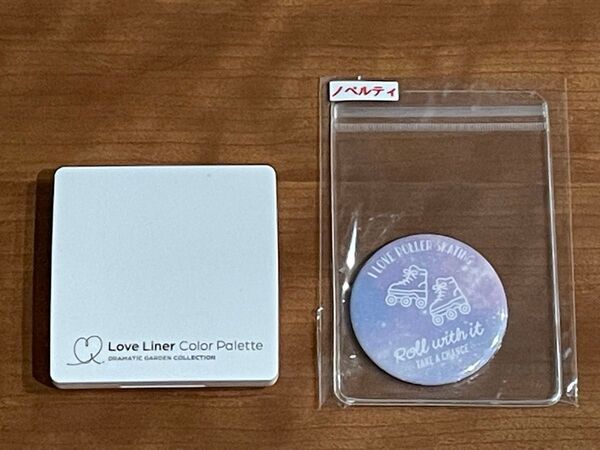 Love Liner Color Palette
DRAMATIC GARDEN COLLECTION
ノベルティ
I LOVE ROLLER SKATING
Roll with it
TAKE A CHANCE